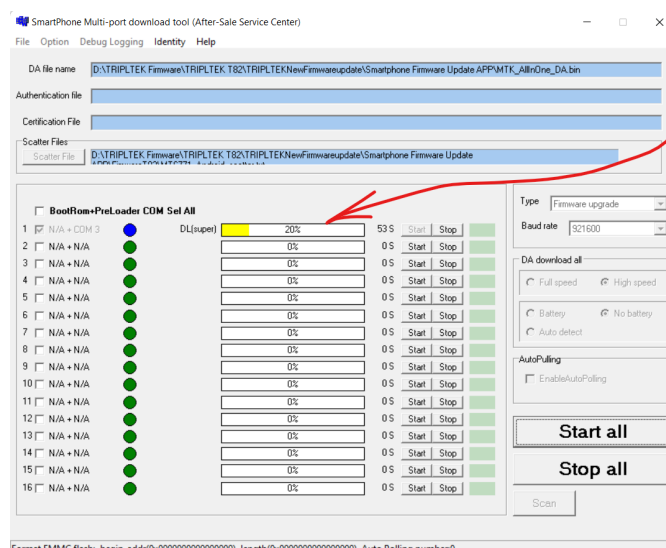 SmartPhone Multi-port download tool (After-Sale Service Center)
File Option Debug Logging Identity Help
DA file name D:\TRIPLTEK Firmware\TRIPLTEK T82\TRIPLTEKNewFirmwareupdate\Smartphone Firmware Update APP\MTK_AllInOne_DA.bin
Authentication file
Certification File
Scatter Files
Scatter File D:\TRIPLTEK Firmware\TRIPLTEK T82\TRIPLTEKNewFirmwareupdate\Smartphone Firmware Update
BootRom+PreLoader COM Sel All
1 N/A + COM 3 DL(super) 20% 53 S Start Stop
2 N/A + N/A 0% 0 S Start Stop
3 N/A + N/A 0% 0 S Start Stop
4 N/A + N/A 0% 0 S Start Stop
5 N/A + N/A 0% 0 S Start Stop
6 N/A + N/A 0% 0 S Start Stop
7 N/A + N/A 0% 0 S Start Stop
8 N/A + N/A 0% 0 S Start Stop
9 N/A + N/A 0% 0 S Start Stop
10 N/A + N/A 0% 0 S Start Stop
11 N/A + N/A 0% 0 S Start Stop
12 N/A + N/A 0% 0 S Start Stop
13 N/A + N/A 0% 0 S Start Stop
14 N/A + N/A 0% 0 S Start Stop
15 N/A + N/A 0% 0 S Start Stop
16 N/A + N/A 0% 0 S Start Stop
Type Firmware upgrade
Baud rate 921600
DA download all
Full speed High speed
Battery No battery
Auto detect
AutoPulling
EnableAutoPolling
Start all
Stop all
Scan